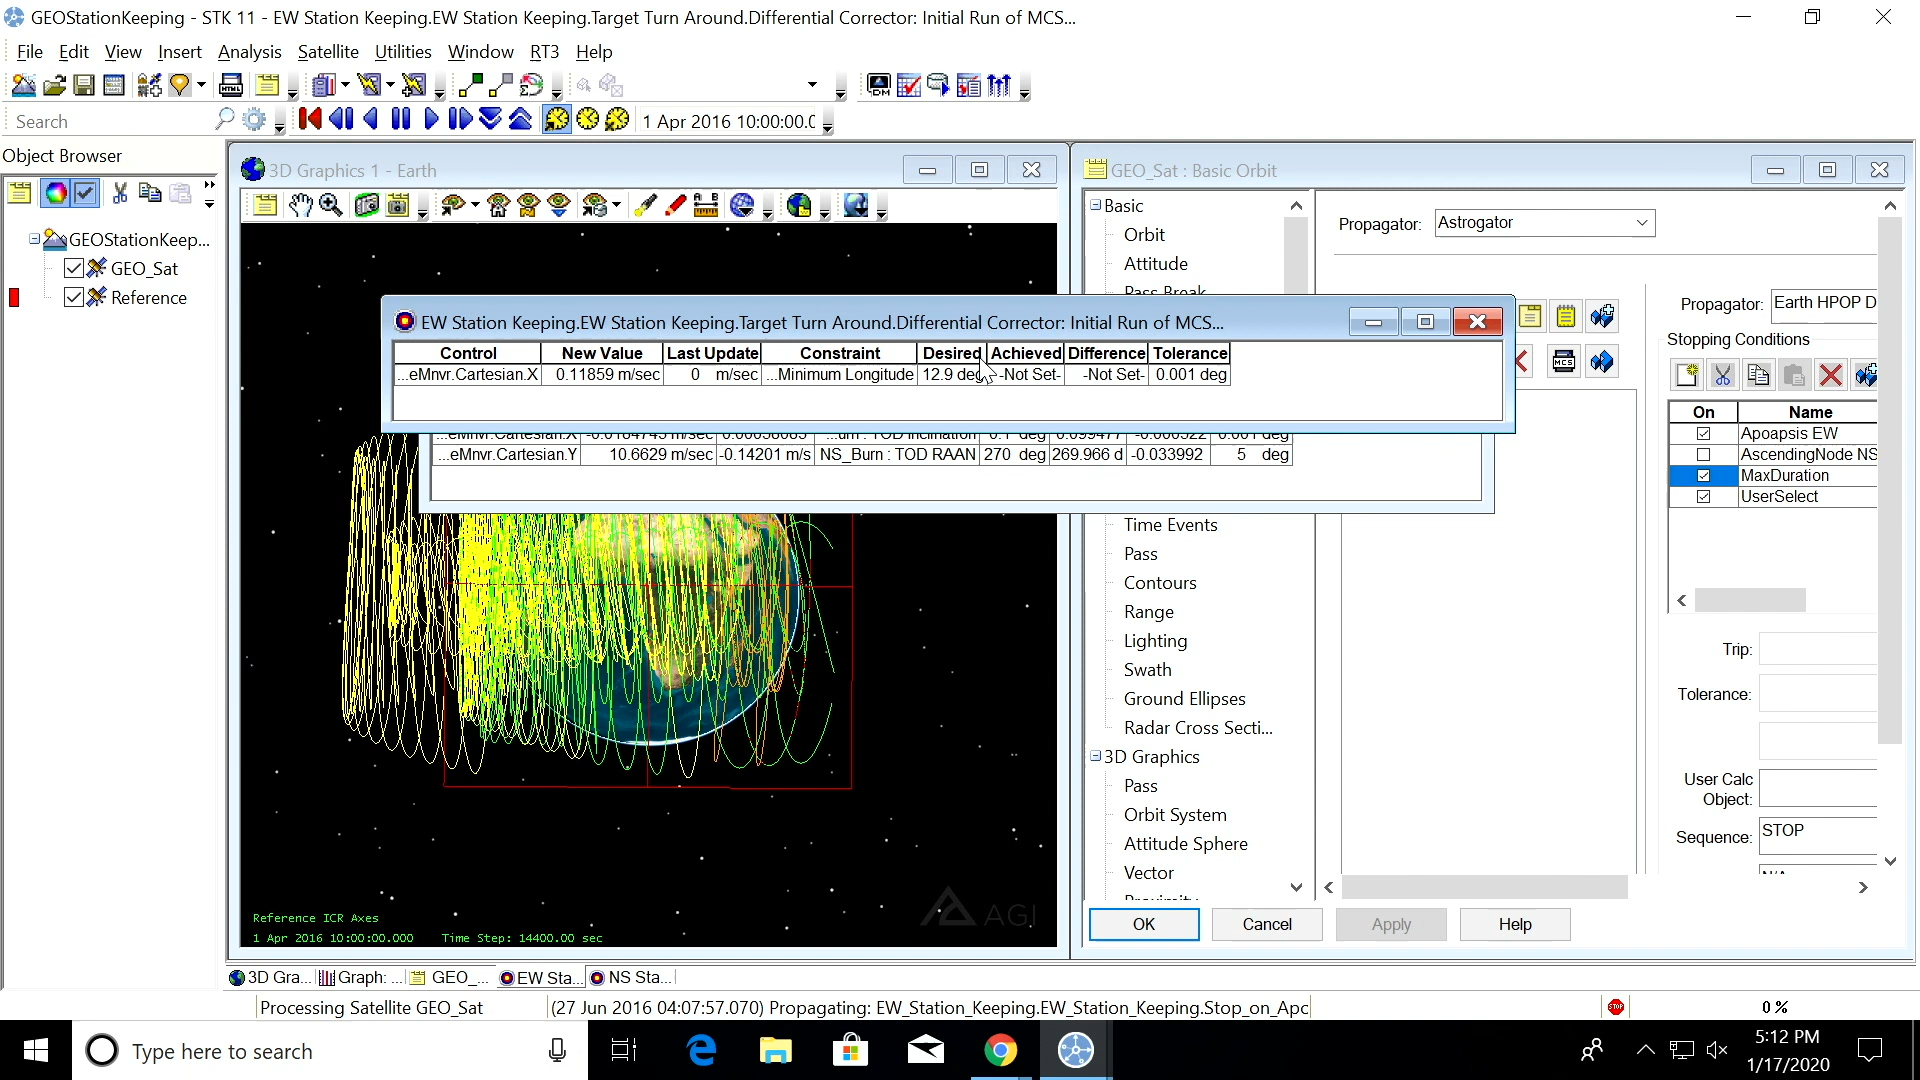 GEOStationKeeping - STK 11 - EW Station Keeping.EW Station Keeping.Target Turn Around.Differential Corrector: Initial Run of MCS...
File Edit View Insert Analysis Satellite Utilities Window RT3 Help
Search
1 Apr 2016 10:00:00.0
Object Browser
GEOStationKeep...
GEO_Sat
Reference
3D Graphics 1 - Earth
GEO_Sat : Basic Orbit
Basic
Orbit
Attitude
Propagator: Astrogator
EW Station Keeping.EW Station Keeping.Target Turn Around.Differential Corrector: Initial Run of MCS...
Control New Value Last Update Constraint Desired Achieved Difference Tolerance
...eMnvr.Cartesian.X 0.11859 m/sec 0 m/sec ...Minimum Longitude 12.9 deg -Not Set- -Not Set- 0.001 deg
...eMnvr.Cartesian.Y 10.6629 m/sec -0.14201 m/s NS_Burn : TOD RAAN 270 deg 269.966 d -0.033992 5 deg
Time Events
Pass
Contours
Range
Lighting
Swath
Ground Ellipses
Radar Cross Secti...
3D Graphics
Pass
Orbit System
Attitude Sphere
Vector
MCS
Propagator: Earth HPOP D
Stopping Conditions
On Name
Apoapsis EW
AscendingNode NS
MaxDuration
UserSelect
Trip:
Tolerance:
User Calc
Object:
Sequence: STOP
OK Cancel Apply Help
Reference ICR Axes
1 Apr 2016 10:00:00.000 Time Step: 14400.00 sec
AGI
3D Gra... Graph: ... GEO_... EW Sta... NS Sta...
Processing Satellite GEO_Sat (27 Jun 2016 04:07:57.070) Propagating: EW_Station_Keeping.EW_Station_Keeping.Stop_on_Apc STOP 0 %
Type here to search
5:12 PM
1/17/2020